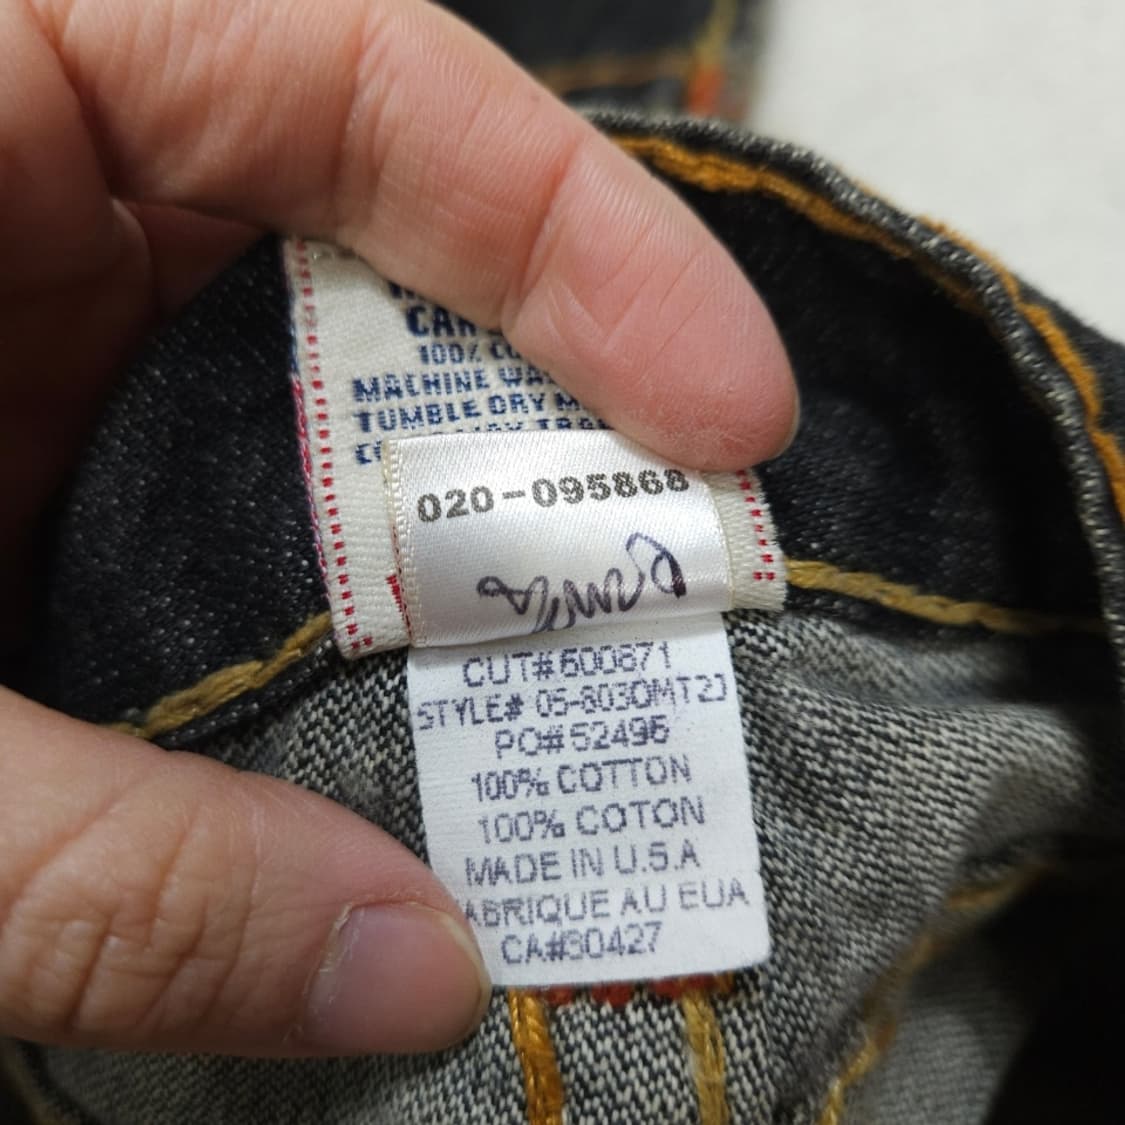 CAR
100% CO
MACHINE WA
TUMBLE DRY M
020-095868
CUT# 600871
STYLE# 05-8030MT2J
PO# 52496
100% COTTON
100% COTON
MADE IN U.S.A
ABRIQUE AU EUA
CA#30427